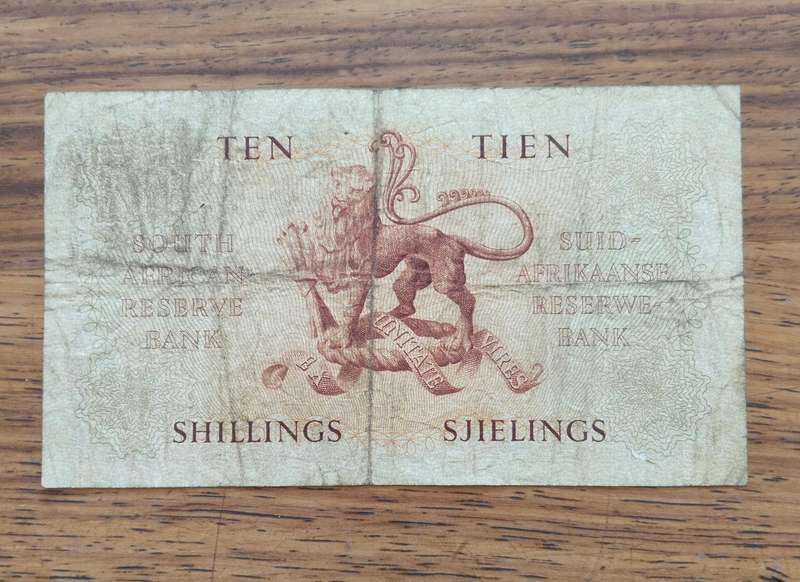 TEN TIEN
SOUTH
AFRICAN
RESERVE
BANK
SUID-
AFRIKAANSE
RESERWE-
BANK
EX UNITATE VIRES
SHILLINGS SJIELINGS